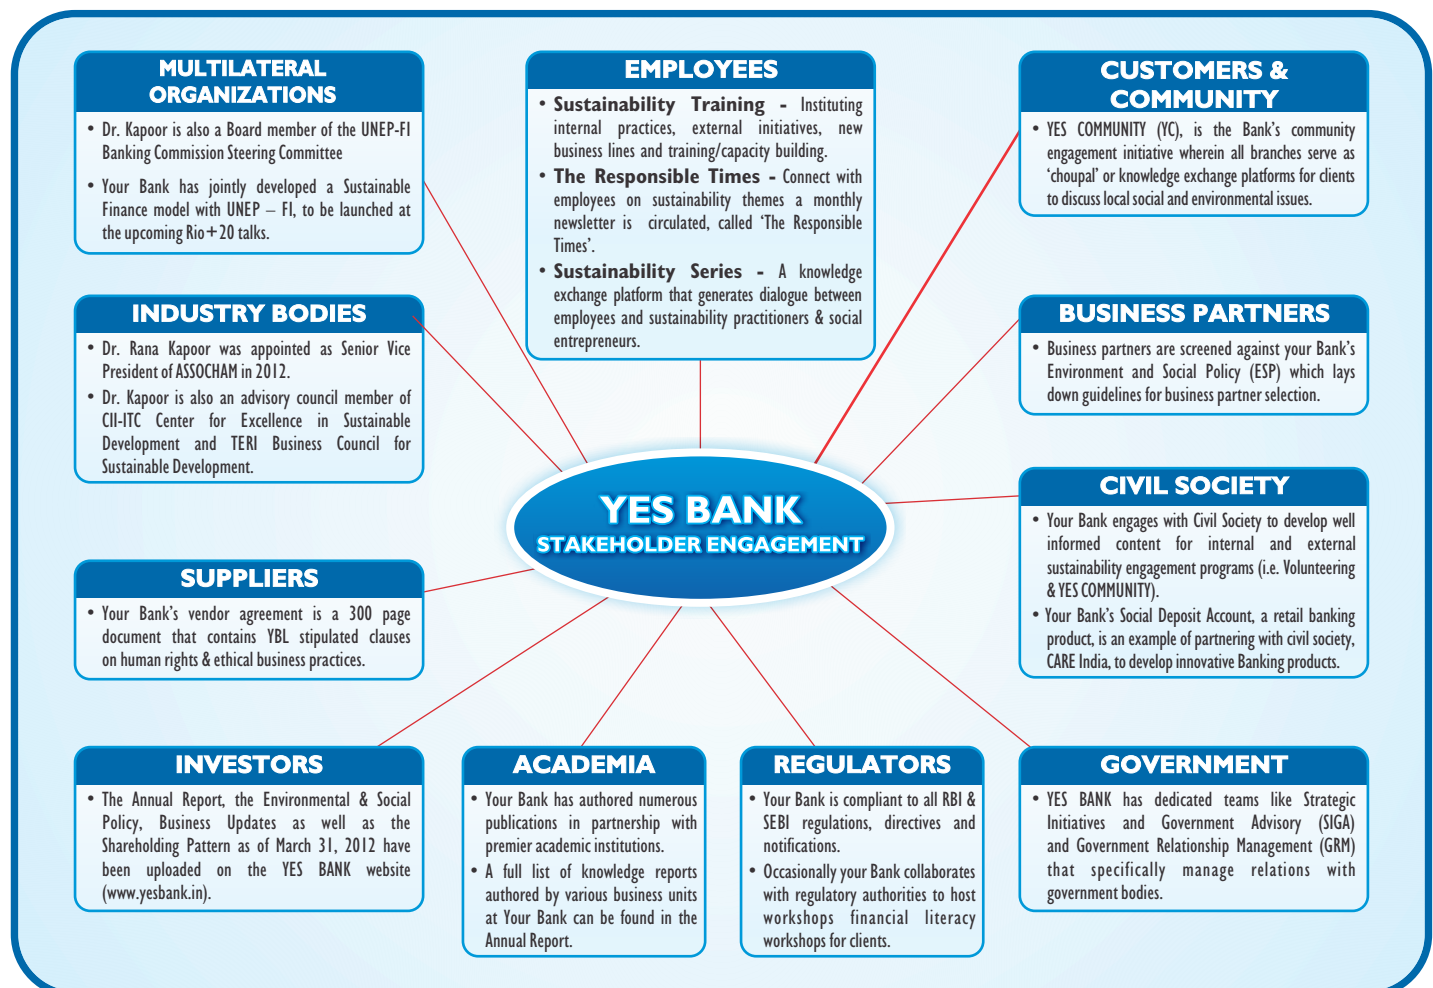 MULTILATERAL
ORGANIZATIONS
• Dr. Kapoor is also a Board member of the UNEP-FI
Banking Commission Steering Committee
• Your Bank has jointly developed a Sustainable
Finance model with UNEP – FI, to be launched at
the upcoming Rio+20 talks.
EMPLOYEES
• Sustainability Training - Instituting
internal practices, external initiatives, new
business lines and training/capacity building.
• The Responsible Times - Connect with
employees on sustainability themes a monthly
newsletter is circulated, called ‘The Responsible
Times’.
• Sustainability Series - A knowledge
exchange platform that generates dialogue between
employees and sustainability practitioners & social
entrepreneurs.
CUSTOMERS &
COMMUNITY
• YES COMMUNITY (YC), is the Bank’s community
engagement initiative wherein all branches serve as
‘choupal’ or knowledge exchange platforms for clients
to discuss local social and environmental issues.
INDUSTRY BODIES
• Dr. Rana Kapoor was appointed as Senior Vice
President of ASSOCHAM in 2012.
• Dr. Kapoor is also an advisory council member of
CII-ITC Center for Excellence in Sustainable
Development and TERI Business Council for
Sustainable Development.
BUSINESS PARTNERS
• Business partners are screened against your Bank’s
Environment and Social Policy (ESP) which lays
down guidelines for business partner selection.
YES BANK
STAKEHOLDER ENGAGEMENT
CIVIL SOCIETY
• Your Bank engages with Civil Society to develop well
informed content for internal and external
sustainability engagement programs (i.e. Volunteering
& YES COMMUNITY).
• Your Bank’s Social Deposit Account, a retail banking
product, is an example of partnering with civil society,
CARE India, to develop innovative Banking products.
SUPPLIERS
• Your Bank’s vendor agreement is a 300 page
document that contains YBL stipulated clauses
on human rights & ethical business practices.
INVESTORS
• The Annual Report, the Environmental & Social
Policy, Business Updates as well as the
Shareholding Pattern as of March 31, 2012 have
been uploaded on the YES BANK website
(www.yesbank.in).
ACADEMIA
• Your Bank has authored numerous
publications in partnership with
premier academic institutions.
• A full list of knowledge reports
authored by various business units
at Your Bank can be found in the
Annual Report.
REGULATORS
• Your Bank is compliant to all RBI &
SEBI regulations, directives and
notifications.
• Occasionally your Bank collaborates
with regulatory authorities to host
workshops financial literacy
workshops for clients.
GOVERNMENT
• YES BANK has dedicated teams like Strategic
Initiatives and Government Advisory (SIGA)
and Government Relationship Management (GRM)
that specifically manage relations with
government bodies.